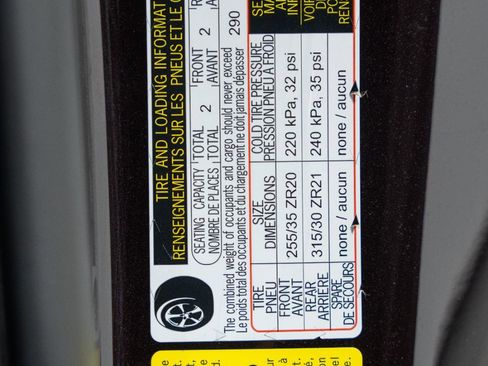 TIRE AND LOADING INFORMAT
RENSEIGNEMENTS SUR LES PNEUS ET LE C
SEATING CAPACITY TOTAL 2 FRONT 2
NOMBRE DE PLACES TOTAL AVANT
The combined weight of occupants and cargo should never exceed 290
Le poids total des occupants et du chargement ne doit jamais dépasser
TIRE SIZE COLD TIRE PRESSURE
PNEU DIMENSIONS PRESSION PNEU À FROID
FRONT 255/35 ZR20 220 kPa, 32 psi
AVANT
REAR 315/30 ZR21 240 kPa, 35 psi
ARRIÈRE
SPARE none / aucun none / aucun
DE SECOURS